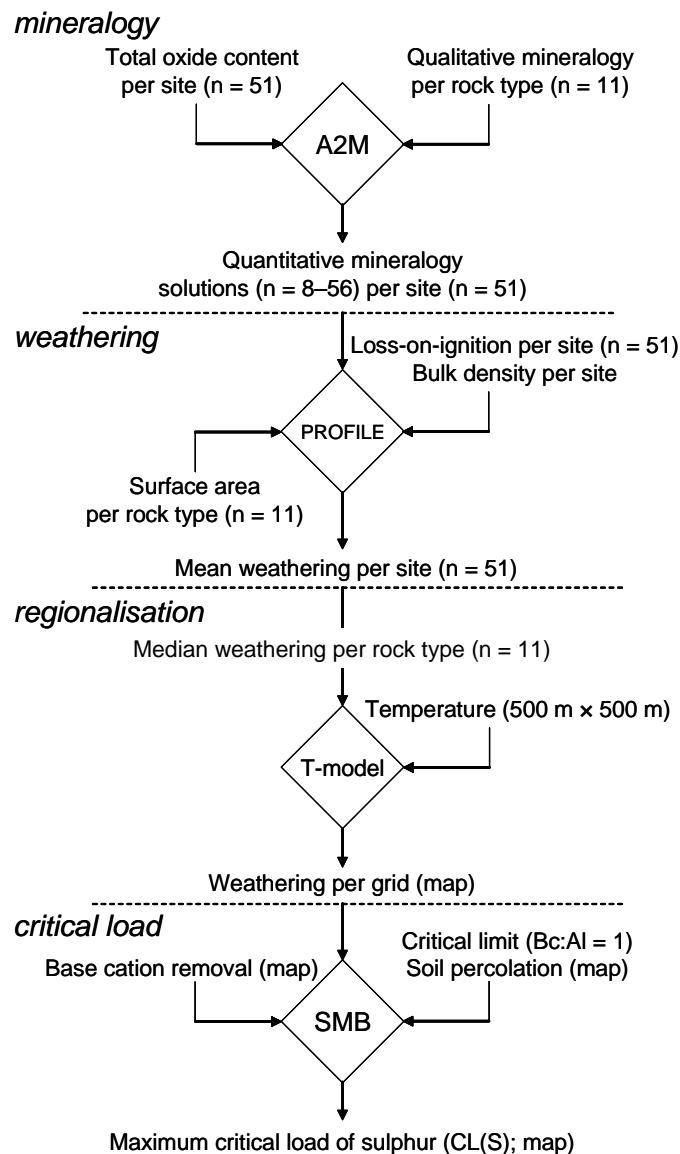 mineralogy
Total oxide content
per site (n = 51)
Qualitative mineralogy
per rock type (n = 11)
A2M
Quantitative mineralogy
solutions (n = 8–56) per site (n = 51)
weathering
Loss-on-ignition per site (n = 51)
Bulk density per site
PROFILE
Surface area
per rock type (n = 11)
Mean weathering per site (n = 51)
regionalisation
Median weathering per rock type (n = 11)
Temperature (500 m × 500 m)
T-model
Weathering per grid (map)
critical load
Critical limit (Bc:Al = 1)
Base cation removal (map)
Soil percolation (map)
SMB
Maximum critical load of sulphur (CL(S); map)